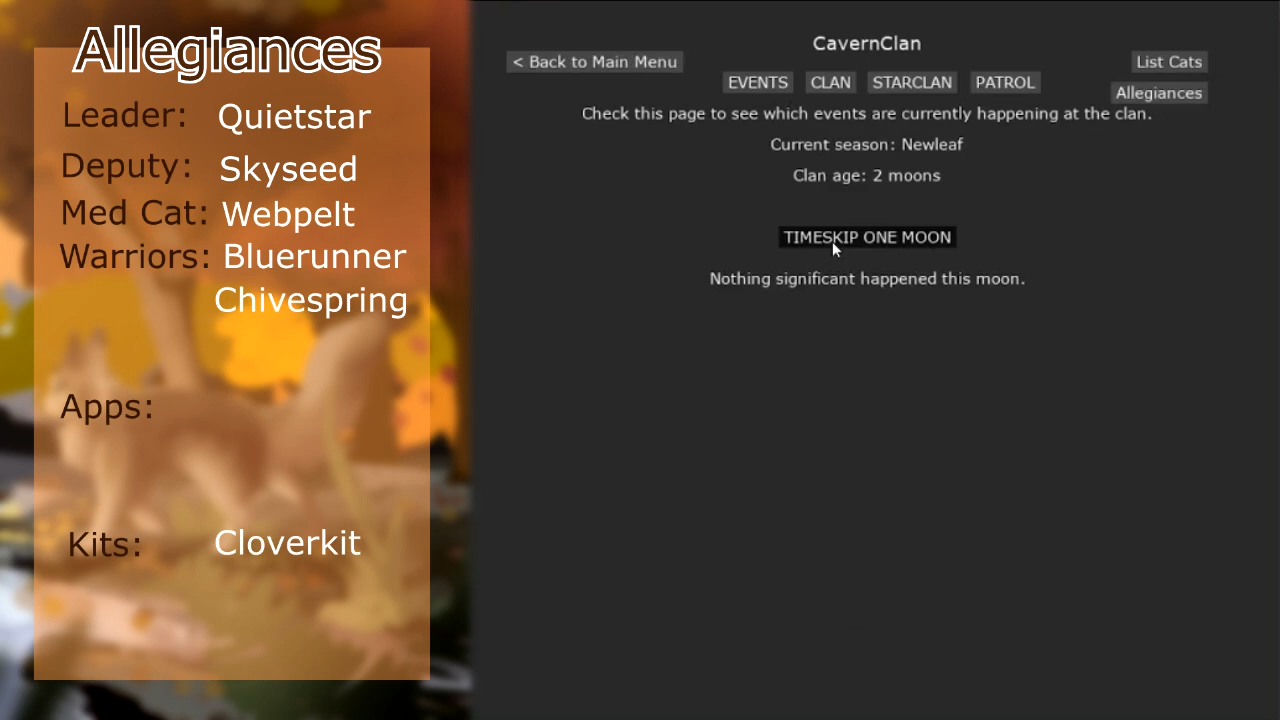 Allegiances
Leader: Quietstar
Deputy: Skyseed
Med Cat: Webpelt
Warriors: Bluerunner
Chivespring
Apps:
Kits: Cloverkit
CavernClan
< Back to Main Menu
List Cats
EVENTS CLAN STARCLAN PATROL
Allegiances
Check this page to see which events are currently happening at the clan.
Current season: Newleaf
Clan age: 2 moons
TIMESKIP ONE MOON
Nothing significant happened this moon.